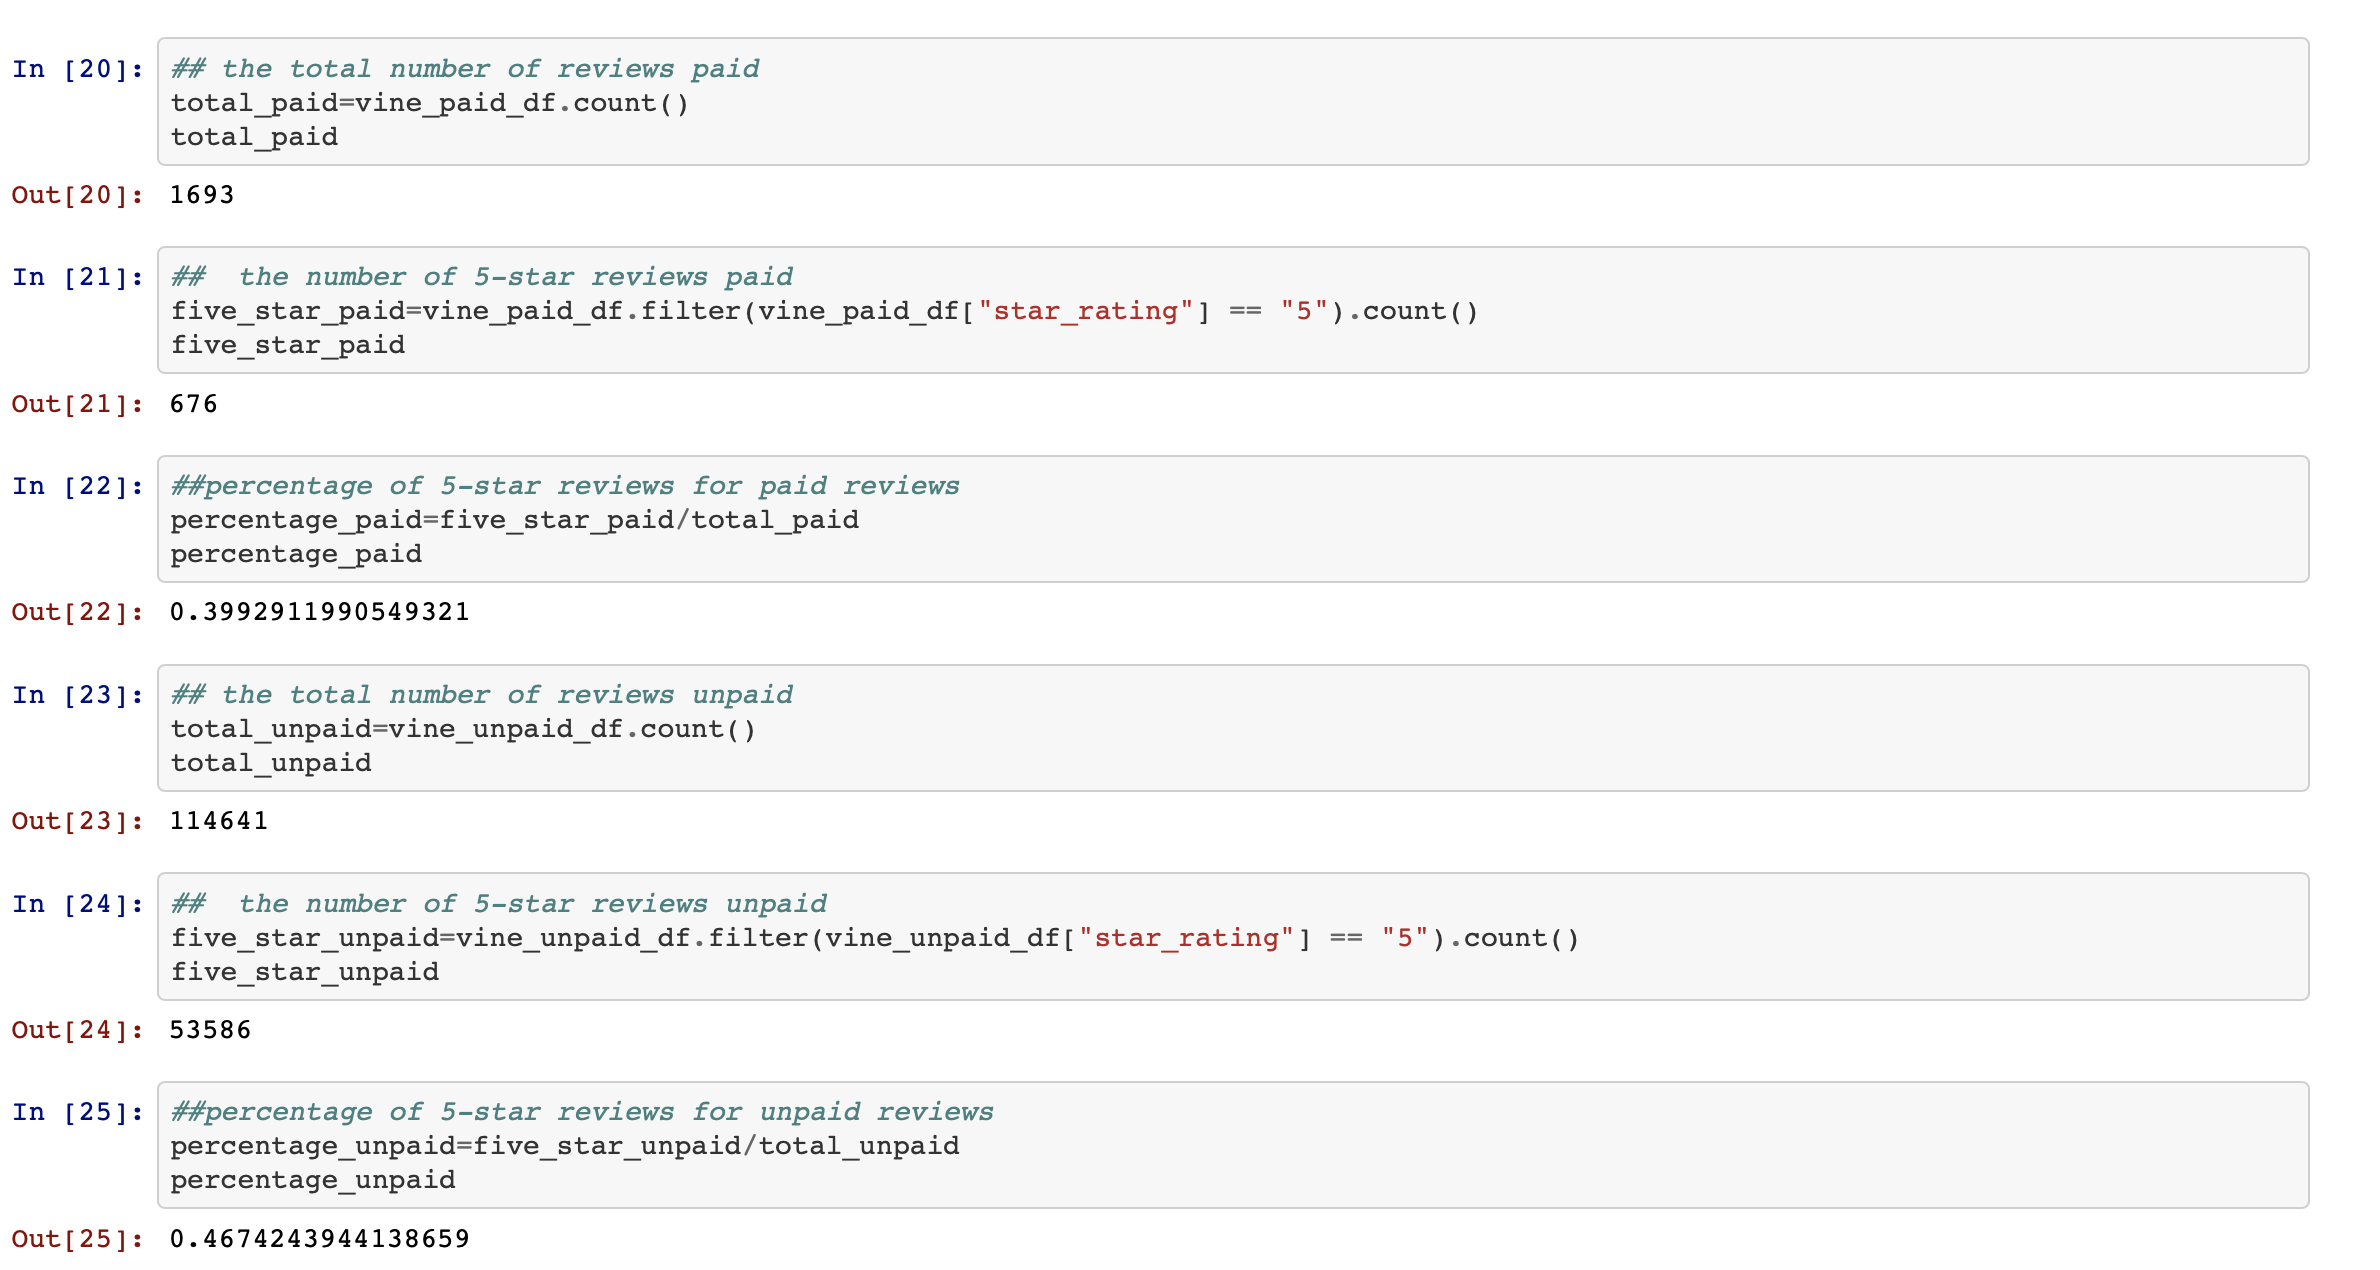 In [20]: ## the total number of reviews paid
total_paid=vine_paid_df.count()
total_paid
Out[20]: 1693
In [21]: ##  the number of 5-star reviews paid
five_star_paid=vine_paid_df.filter(vine_paid_df["star_rating"] == "5").count()
five_star_paid
Out[21]: 676
In [22]: ##percentage of 5-star reviews for paid reviews
percentage_paid=five_star_paid/total_paid
percentage_paid
Out[22]: 0.3992911990549321
In [23]: ## the total number of reviews unpaid
total_unpaid=vine_unpaid_df.count()
total_unpaid
Out[23]: 114641
In [24]: ##  the number of 5-star reviews unpaid
five_star_unpaid=vine_unpaid_df.filter(vine_unpaid_df["star_rating"] == "5").count()
five_star_unpaid
Out[24]: 53586
In [25]: ##percentage of 5-star reviews for unpaid reviews
percentage_unpaid=five_star_unpaid/total_unpaid
percentage_unpaid
Out[25]: 0.4674243944138659